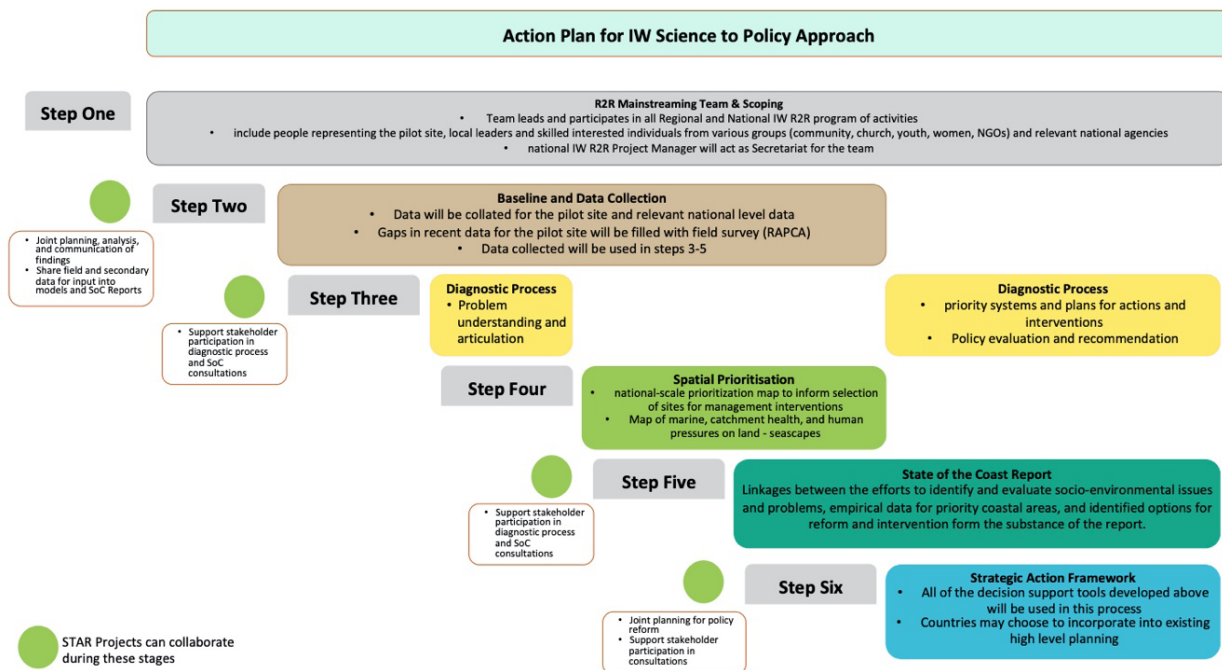 Action Plan for IW Science to Policy Approach
Step One
R2R Mainstreaming Team & Scoping
• Team leads and participates in all Regional and National IW R2R program of activities
• include people representing the pilot site, local leaders and skilled interested individuals from various groups (community, church, youth, women, NGOs) and relevant national agencies
• national IW R2R Project Manager will act as Secretariat for the team
Step Two
Baseline and Data Collection
• Data will be collated for the pilot site and relevant national level data
• Gaps in recent data for the pilot site will be filled with field survey (RAPCA)
• Data collected will be used in steps 3-5
• Joint planning, analysis,
and communication of
findings
• Share field and secondary
data for input into
models and SoC Reports
Step Three
Diagnostic Process
• Problem
understanding and
articulation
Diagnostic Process
• priority systems and plans for actions and
interventions
• Policy evaluation and recommendation
• Support stakeholder
participation in
diagnostic process
and SoC
consultations
Step Four
Spatial Prioritisation
• national-scale prioritization map to inform selection
of sites for management interventions
• Map of marine, catchment health, and human
pressures on land - seascapes
Step Five
State of the Coast Report
Linkages between the efforts to identify and evaluate socio-environmental issues
and problems, empirical data for priority coastal areas, and identified options for
reform and intervention form the substance of the report.
• Support stakeholder
participation in
diagnostic process
and SoC
consultations
Step Six
Strategic Action Framework
• All of the decision support tools developed above
will be used in this process
• Countries may choose to incorporate into existing
high level planning
• Joint planning for policy
reform
• Support stakeholder
participation in
consultations
STAR Projects can collaborate
during these stages